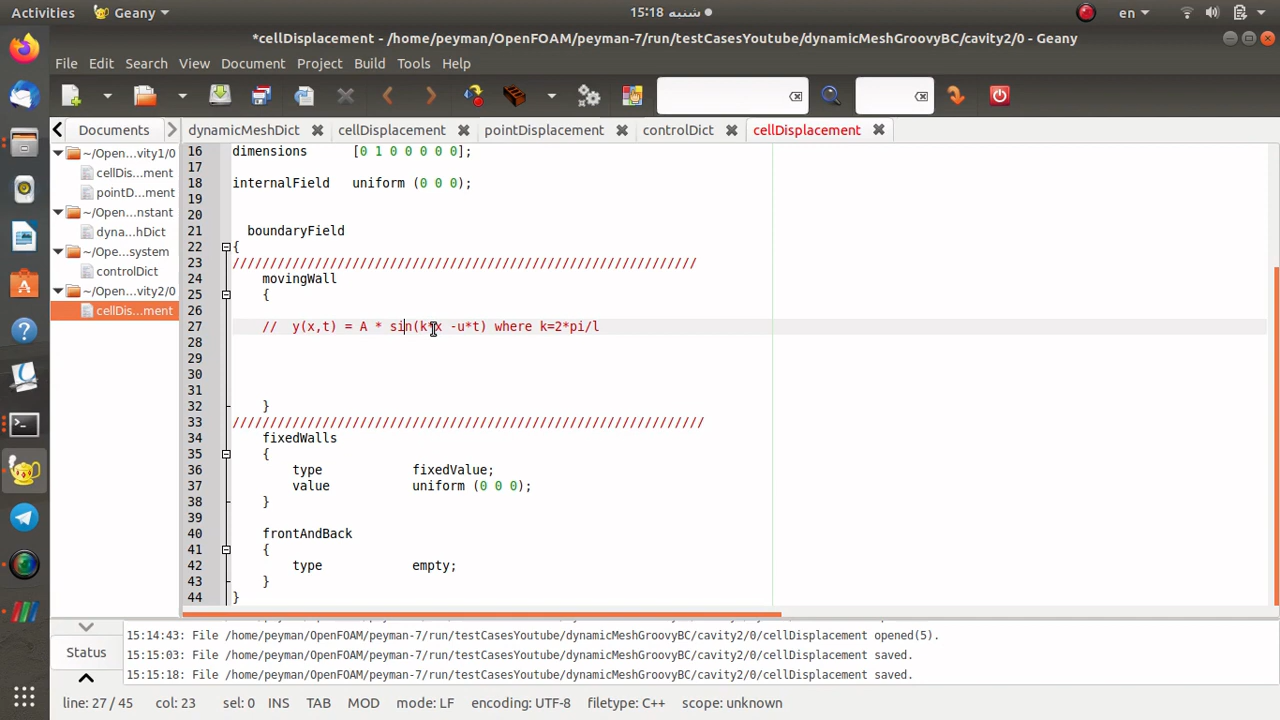 Activities Geany 15:18 شنبه en
*cellDisplacement - /home/peyman/OpenFOAM/peyman-7/run/testCasesYoutube/dynamicMeshGroovyBC/cavity2/0 - Geany
File Edit Search View Document Project Build Tools Help
Documents dynamicMeshDict cellDisplacement pointDisplacement controlDict cellDisplacement
~/Open...vity1/0
cellDis...ment
pointD...ment
~/Open...nstant
dyna...hDict
~/Ope...system
controlDict
~/Open...vity2/0
cellDis...ment
16 dimensions [0 1 0 0 0 0 0];
17
18 internalField uniform (0 0 0);
19
20
21 boundaryField
22 {
23 //////////////////////////////////////////////////////////////
24 movingWall
25 {
26
27 // y(x,t) = A * sin(k*x -u*t) where k=2*pi/l
28
29
30
31
32 }
33 ///////////////////////////////////////////////////////////////
34 fixedWalls
35 {
36 type fixedValue;
37 value uniform (0 0 0);
38 }
39
40 frontAndBack
41 {
42 type empty;
43 }
44 }
Status
15:14:43: File /home/peyman/OpenFOAM/peyman-7/run/testCasesYoutube/dynamicMeshGroovyBC/cavity2/0/cellDisplacement opened(5).
15:15:03: File /home/peyman/OpenFOAM/peyman-7/run/testCasesYoutube/dynamicMeshGroovyBC/cavity2/0/cellDisplacement saved.
15:15:18: File /home/peyman/OpenFOAM/peyman-7/run/testCasesYoutube/dynamicMeshGroovyBC/cavity2/0/cellDisplacement saved.
line: 27 / 45 col: 23 sel: 0 INS TAB MOD mode: LF encoding: UTF-8 filetype: C++ scope: unknown